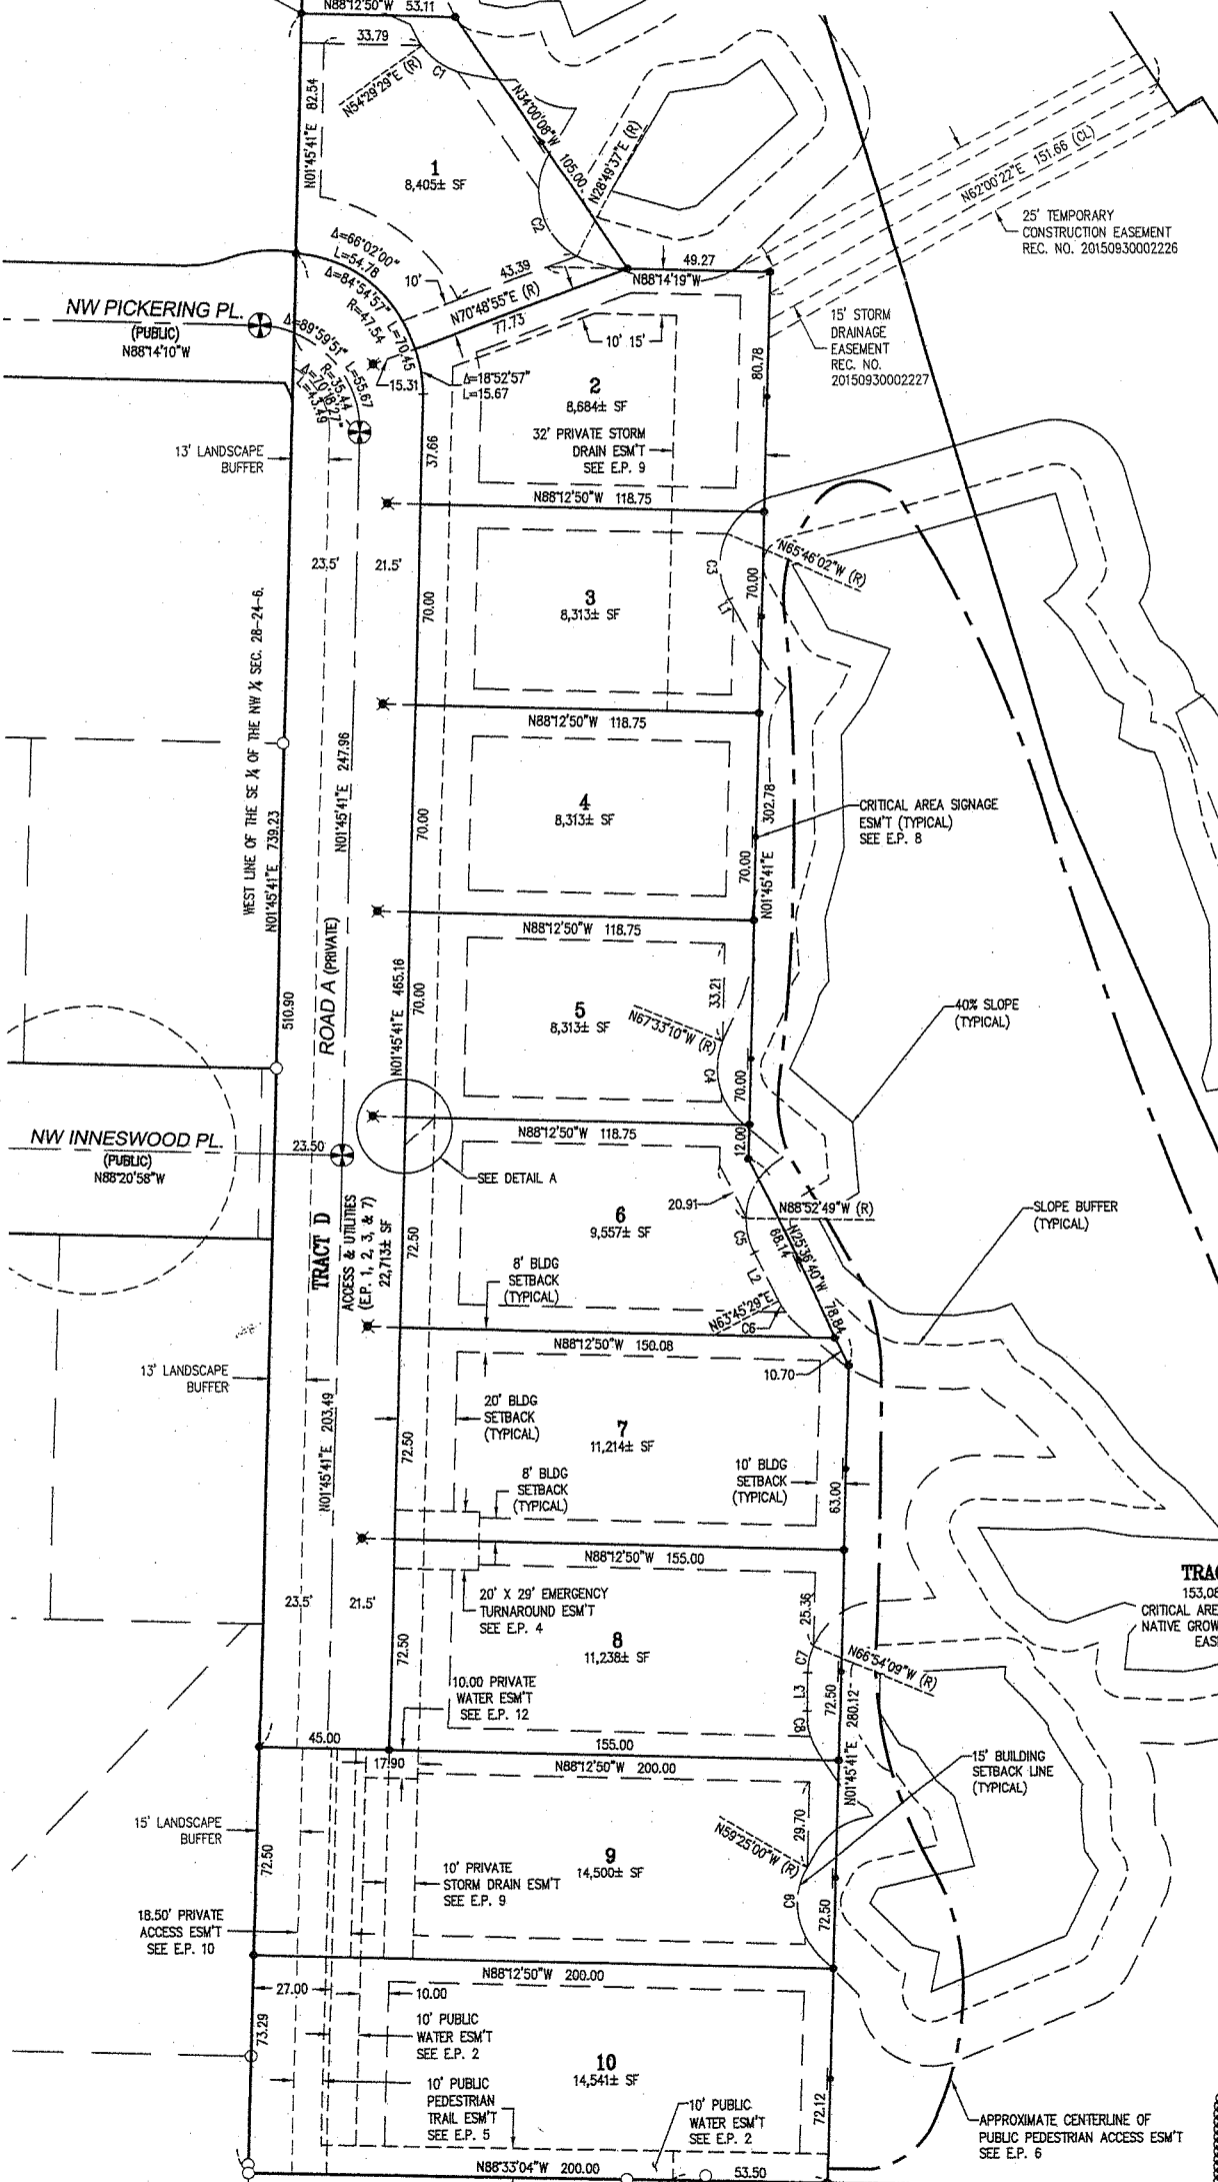 N88°12'50"W 53.11
33.79
N54°29'29"E (R)
C1
N01°45'41"E 82.54
N34°00'08"W 105.00
N28°49'37"E (R)
1
8,405± SF
C2
N62°00'22"E 151.66 (CL)
25' TEMPORARY
CONSTRUCTION EASEMENT
REC. NO. 20150930002226
Δ=66°02'00"
L=54.78
10'
43.39
49.27
N88°14'19"W
N70°48'55"E (R)
77.73
Δ=84°54'57"
R=47.54 L=70.45
NW PICKERING PL.
(PUBLIC)
N88°14'10"W
Δ=89°59'51"
R=35.44 L=55.67
Δ=70°18'27"
L=43.49
15.31
Δ=18°52'57"
L=15.67
10' 15'
15' STORM
DRAINAGE
EASEMENT
REC. NO.
20150930002227
80.78
2
8,684± SF
32' PRIVATE STORM
DRAIN ESM'T
SEE E.P. 9
37.66
13' LANDSCAPE
BUFFER
N88°12'50"W 118.75
N65°46'02"W (R)
C3
L1
23.5'
21.5'
70.00
3
8,313± SF
70.00
WEST LINE OF THE SE ¼ OF THE NW ¼ SEC. 28-24-6.
N01°45'41"E 739.23
N01°45'41"E 247.96
N88°12'50"W 118.75
4
8,313± SF
70.00
302.78
N01°45'41"E
70.00
CRITICAL AREA SIGNAGE
ESM'T (TYPICAL)
SEE E.P. 8
N88°12'50"W 118.75
ROAD A (PRIVATE)
510.90
N01°45'41"E 465.16
70.00
5
8,313± SF
33.21
N67°33'10"W (R)
C4
70.00
40% SLOPE
(TYPICAL)
NW INNESWOOD PL.
(PUBLIC)
N88°20'58"W
23.50
N88°12'50"W 118.75
12.00
SEE DETAIL A
20.91
N88°52'49"W (R)
TRACT D
ACCESS & UTILITIES
(E.P. 1, 2, 3, & 7)
22,713± SF
72.50
6
9,557± SF
C5
L2
N25°36'40"W
68.14
78.84
SLOPE BUFFER
(TYPICAL)
8' BLDG
SETBACK
(TYPICAL)
N63°45'29"E
C6
N88°12'50"W 150.08
10.70
13' LANDSCAPE
BUFFER
N01°45'41"E 203.49
20' BLDG
SETBACK
(TYPICAL)
72.50
7
11,214± SF
8' BLDG
SETBACK
(TYPICAL)
10' BLDG
SETBACK
(TYPICAL)
63.00
N88°12'50"W 155.00
23.5'
21.5'
20' X 29' EMERGENCY
TURNAROUND ESM'T
SEE E.P. 4
25.36
N66°54'09"W (R)
C7
L3
C8
72.50
8
11,238± SF
72.50
N01°45'41"E 280.12
10.00 PRIVATE
WATER ESM'T
SEE E.P. 12
TRAC
153,08
CRITICAL ARE
NATIVE GROW
EAS
45.00
155.00
17.90
N88°12'50"W 200.00
15' BUILDING
SETBACK LINE
(TYPICAL)
15' LANDSCAPE
BUFFER
72.50
29.70
N59°25'00"W (R)
C9
72.50
9
14,500± SF
10' PRIVATE
STORM DRAIN ESM'T
SEE E.P. 9
18.50' PRIVATE
ACCESS ESM'T
SEE E.P. 10
N88°12'50"W 200.00
27.00
10.00
73.29
10' PUBLIC
WATER ESM'T
SEE E.P. 2
10
14,541± SF
10' PUBLIC
PEDESTRIAN
TRAIL ESM'T
SEE E.P. 5
10' PUBLIC
WATER ESM'T
SEE E.P. 2
72.12
APPROXIMATE CENTERLINE OF
PUBLIC PEDESTRIAN ACCESS ESM'T
SEE E.P. 6
N88°33'04"W 200.00
53.50